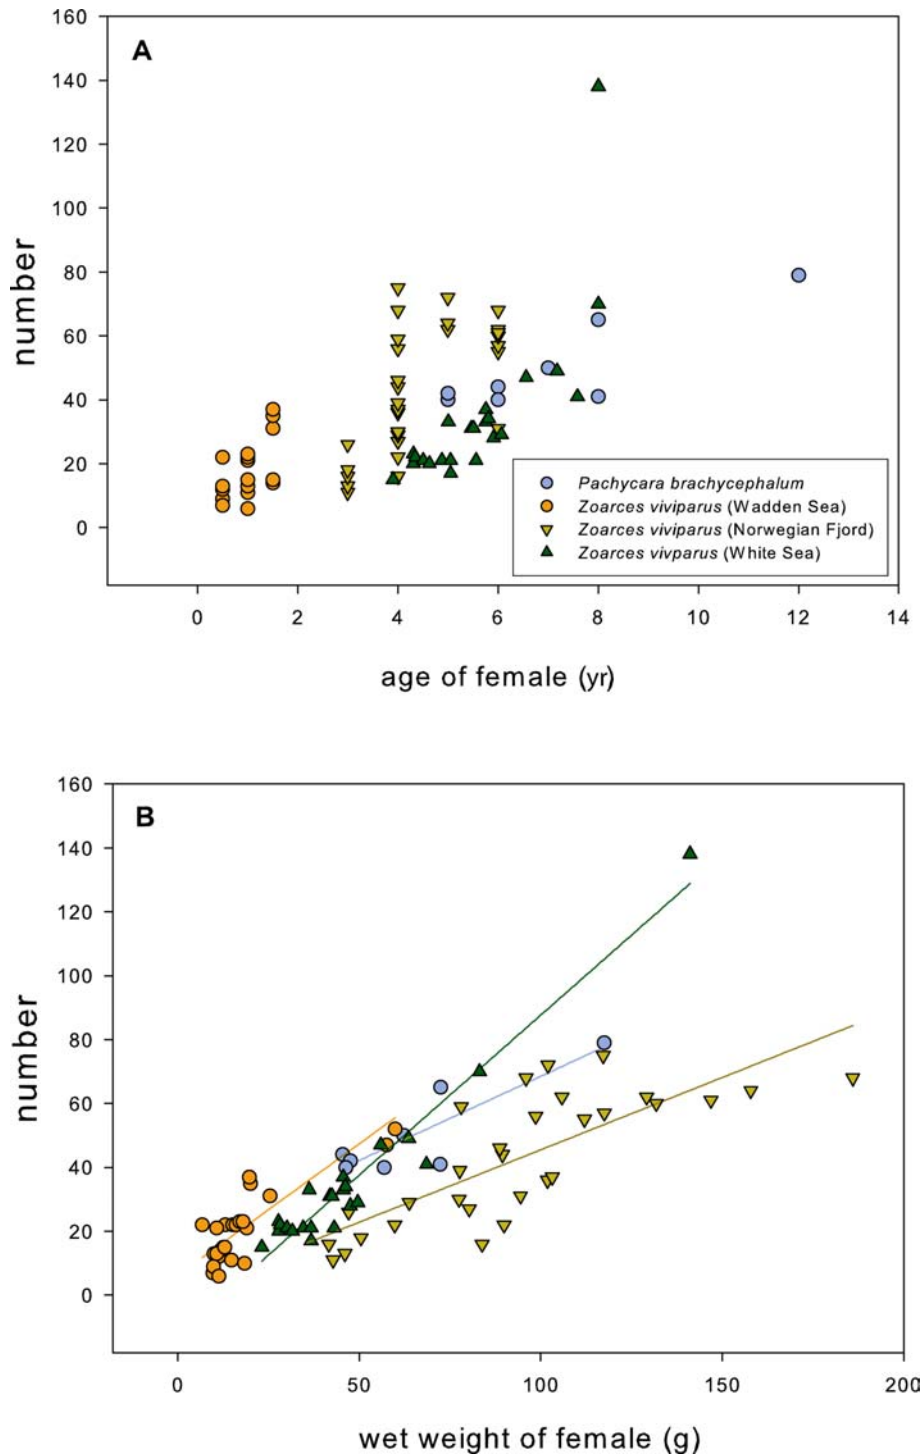 160
A
140
120
100
number
80
60
40
20
0
Pachycara brachycephalum
Zoarces viviparus (Wadden Sea)
Zoarces viviparus (Norwegian Fjord)
Zoarces vivparus (White Sea)
0 2 4 6 8 10 12 14
age of female (yr)
160
B
140
120
100
number
80
60
40
20
0
0 50 100 150 200
wet weight of female (g)